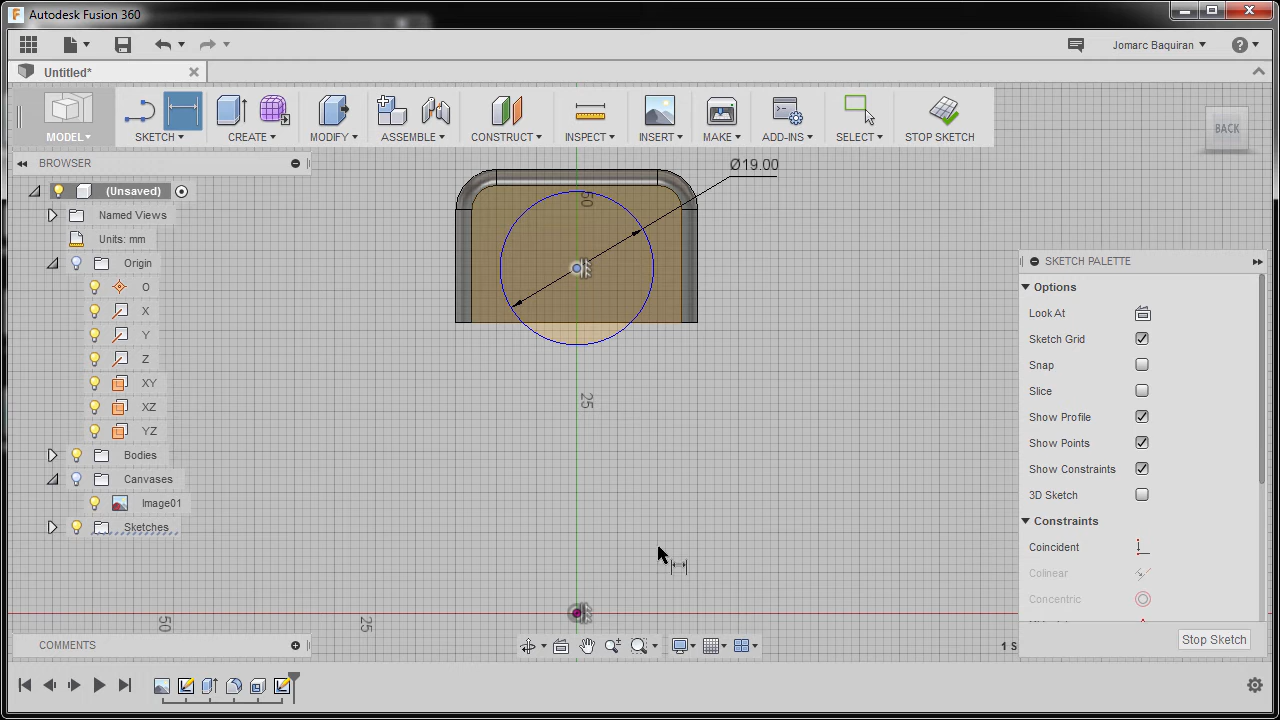 Autodesk Fusion 360
Jomarc Baquiran
Untitled*
MODEL
SKETCH
CREATE
MODIFY
ASSEMBLE
CONSTRUCT
INSPECT
INSERT
MAKE
ADD-INS
SELECT
STOP SKETCH
BACK
BROWSER
Ø19.00
(Unsaved)
50
Named Views
Units: mm
Origin
O
X
Y
Z
XY
XZ
YZ
Bodies
Canvases
Image01
Sketches
25
SKETCH PALETTE
Options
Look At
Sketch Grid
Snap
Slice
Show Profile
Show Points
Show Constraints
3D Sketch
Constraints
Coincident
Colinear
Concentric
50
25
COMMENTS
1 S
Stop Sketch